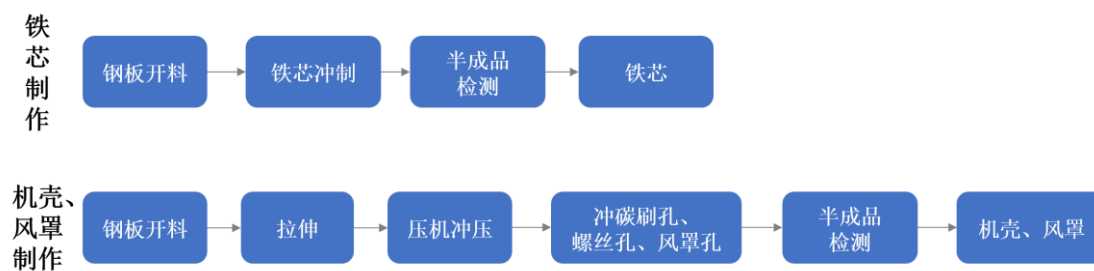 铁芯制作
钢板开料
铁芯冲制
半成品
检测
铁芯
机壳、
风罩
制作
钢板开料
拉伸
压机冲压
冲碳刷孔、
螺丝孔、风罩孔
半成品
检测
机壳、风罩